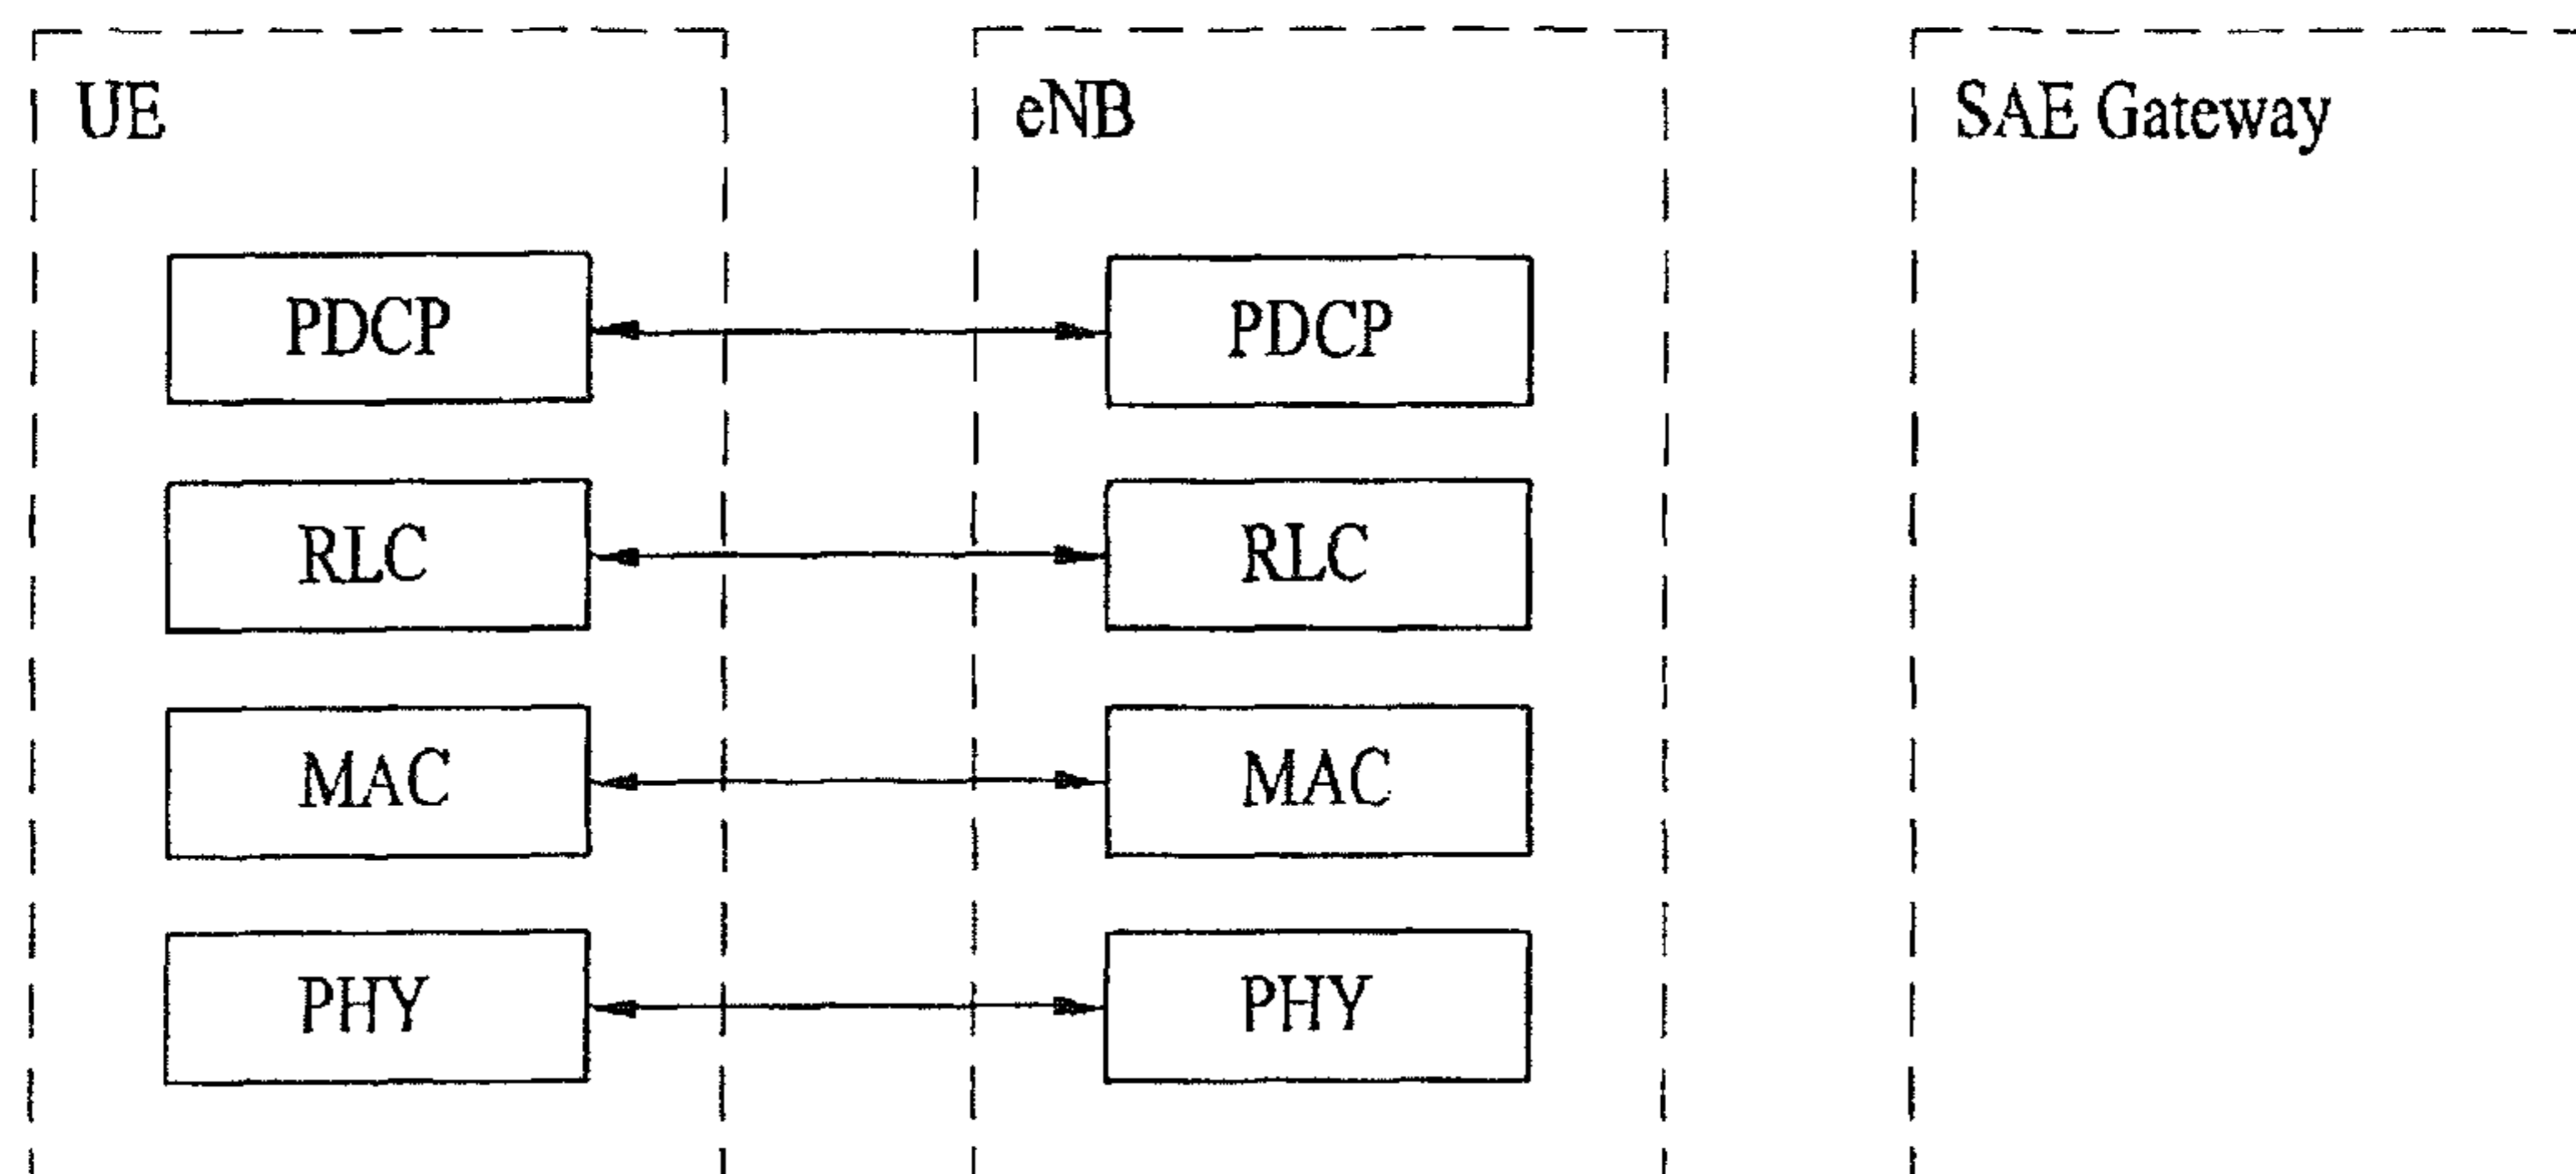 UE eNB SAE Gateway
PDCP PDCP
RLC RLC
MAC MAC
PHY PHY